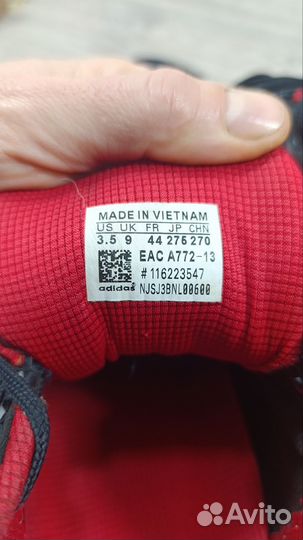 MADE IN VIETNAM
US UK FR JP CHN
3.5 9 44 275 270
EAC A772-13
# 116223547
adidas NJSJ3BNL00600
Avito